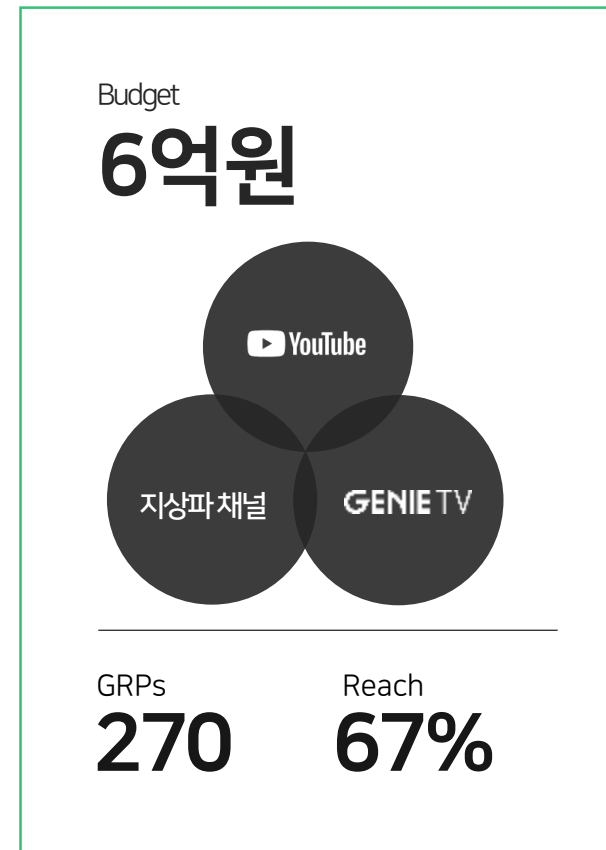 Budget
6억원
YouTube
지상파 채널
GENIE TV
GRPs
270
Reach
67%